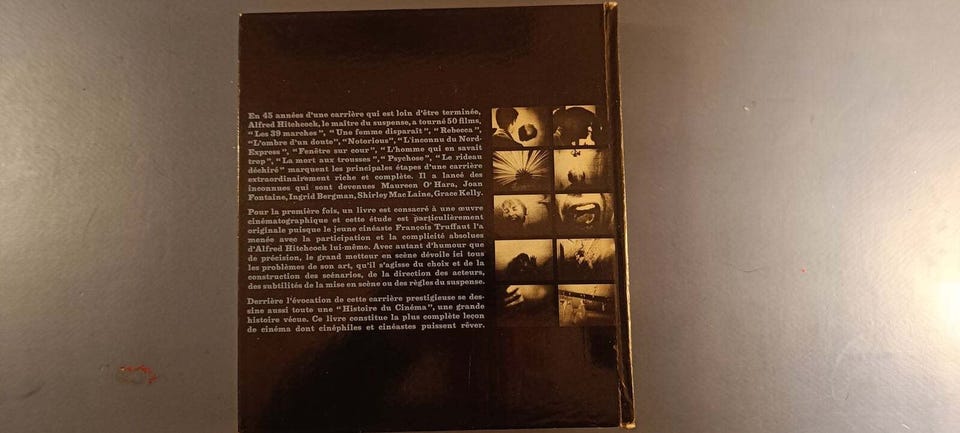 En 45 années d'une carrière qui est loin d'être terminée,
Alfred Hitchcock, le maître du suspense, a tourné 50 films,
"Les 39 marches", "Une femme disparaît", "Rebecca",
"L'ombre d'un doute", "Notorious", "L'inconnu du Nord-
Express", "Fenêtre sur cour", "L'homme qui en savait
trop", "La mort aux trousses", "Psychose", "Le rideau
déchiré" marquent les principales étapes d'une carrière
extraordinairement riche et complète. Il a lancé des
inconnues qui sont devenues Maureen O'Hara, Joan
Fontaine, Ingrid Bergman, Shirley Mac Laine, Grace Kelly.
Pour la première fois, un livre est consacré à une œuvre
cinématographique et cette étude est particulièrement
originale puisque le jeune cinéaste François Truffaut l'a
menée avec la participation et la complicité absolues
d'Alfred Hitchcock lui-même. Avec autant d'humour que
de précision, le grand metteur en scène dévoile ici tous
les problèmes de son art, qu'il s'agisse du choix et de la
construction des scénarios, de la direction des acteurs,
des subtilités de la mise en scène ou des règles du suspense.
Derrière l'évocation de cette carrière prestigieuse se des-
sine aussi toute une "Histoire du Cinéma", une grande
histoire vécue. Ce livre constitue la plus complète leçon
de cinéma dont cinéphiles et cinéastes puissent rêver.